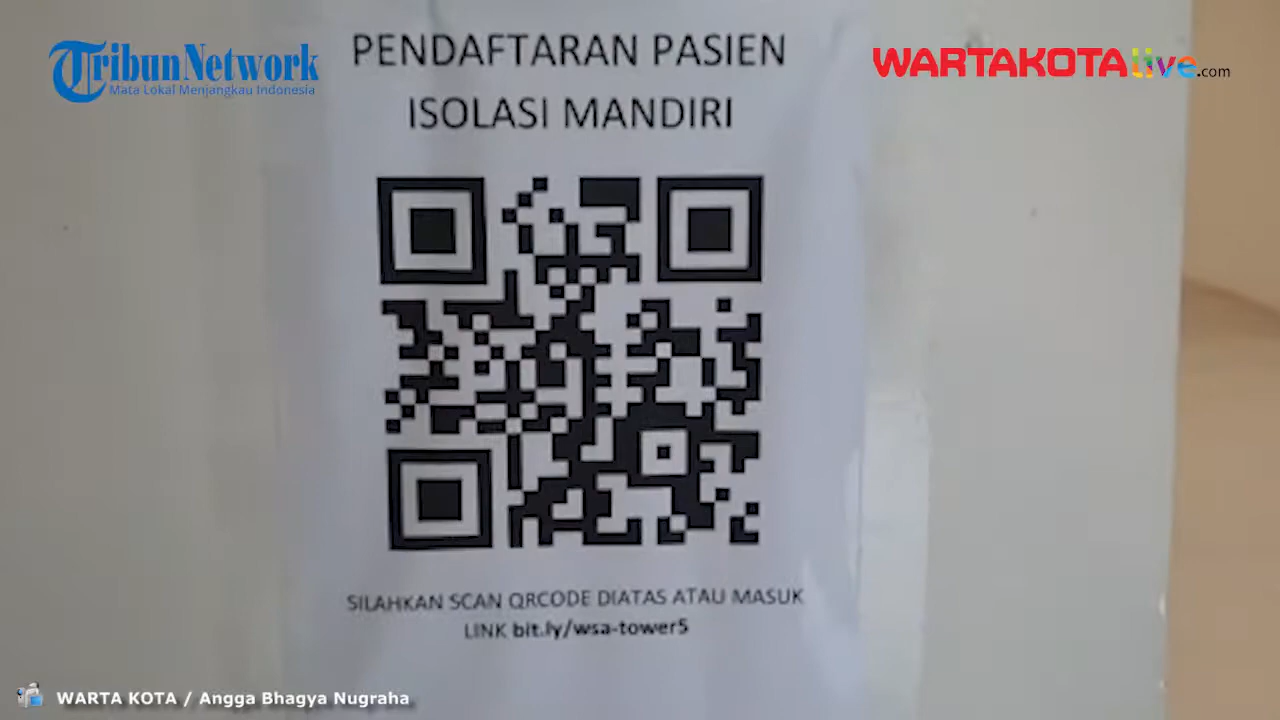 TribunNetwork
Mata Lokal Menjangkau Indonesia
WARTAKOTAlive.com
PENDAFTARAN PASIEN
ISOLASI MANDIRI
SILAHKAN SCAN QRCODE DIATAS ATAU MASUK
LINK bit.ly/wsa-tower5
WARTA KOTA / Angga Bhagya Nugraha